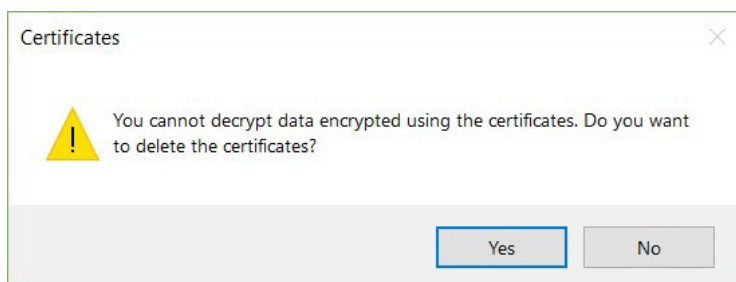 Certificates
You cannot decrypt data encrypted using the certificates. Do you want
to delete the certificates?
Yes
No